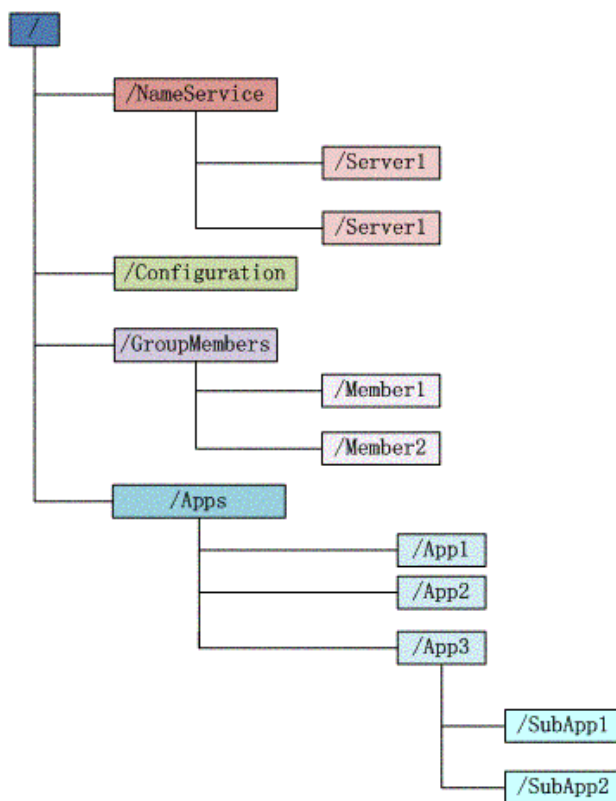 /
/NameService
/Server1
/Server1
/Configuration
/GroupMembers
/Member1
/Member2
/Apps
/App1
/App2
/App3
/SubApp1
/SubApp2